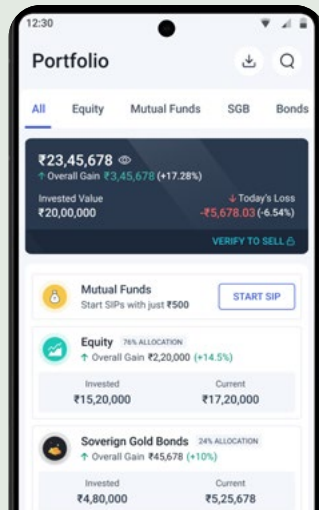 12:30
Portfolio
All Equity Mutual Funds SGB Bonds
₹23,45,678
↑ Overall Gain ₹3,45,678 (+17.28%)
Invested Value ↓ Today's Loss
₹20,00,000 -₹5,678.03 (-6.54%)
VERIFY TO SELL
Mutual Funds
Start SIPs with just ₹500
START SIP
Equity 76% ALLOCATION
↑ Overall Gain ₹2,20,000 (+14.5%)
Invested Current
₹15,20,000 ₹17,20,000
Soverign Gold Bonds 24% ALLOCATION
↑ Overall Gain ₹45,678 (+10%)
Invested Current
₹4,80,000 ₹5,25,678